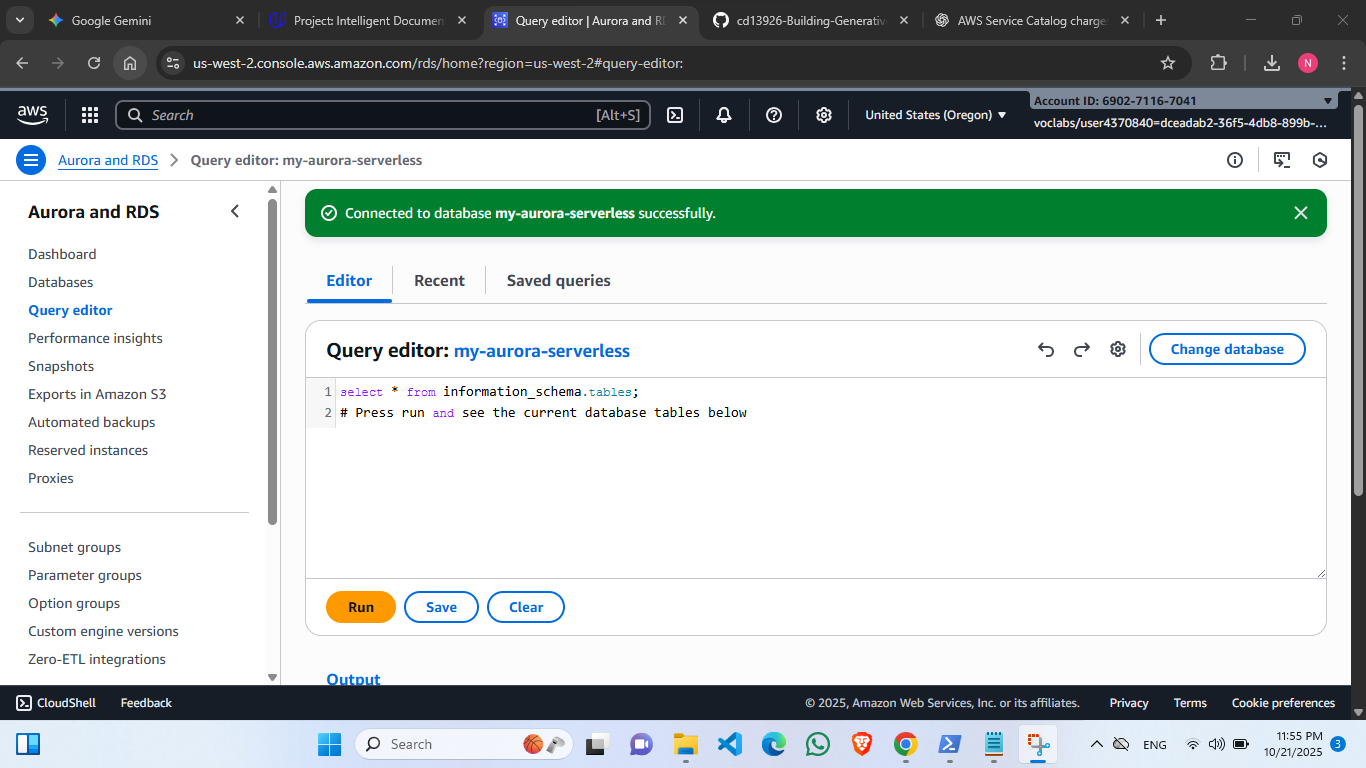 Google Gemini
Project: Intelligent Documen
Query editor | Aurora and RD
cd13926-Building-Generativ
AWS Service Catalog charge
us-west-2.console.aws.amazon.com/rds/home?region=us-west-2#query-editor:
N
aws
Search
[Alt+S]
United States (Oregon)
Account ID: 6902-7116-7041
voclabs/user4370840=dceadab2-36f5-4db8-899b-...
Aurora and RDS
Query editor: my-aurora-serverless
Aurora and RDS
Dashboard
Databases
Query editor
Performance insights
Snapshots
Exports in Amazon S3
Automated backups
Reserved instances
Proxies
Subnet groups
Parameter groups
Option groups
Custom engine versions
Zero-ETL integrations
Connected to database my-aurora-serverless successfully.
Editor
Recent
Saved queries
Query editor: my-aurora-serverless
Change database
1 select * from information_schema.tables;
2 # Press run and see the current database tables below
Run
Save
Clear
Output
CloudShell
Feedback
© 2025, Amazon Web Services, Inc. or its affiliates.
Privacy
Terms
Cookie preferences
Search
ENG
11:55 PM
10/21/2025
3